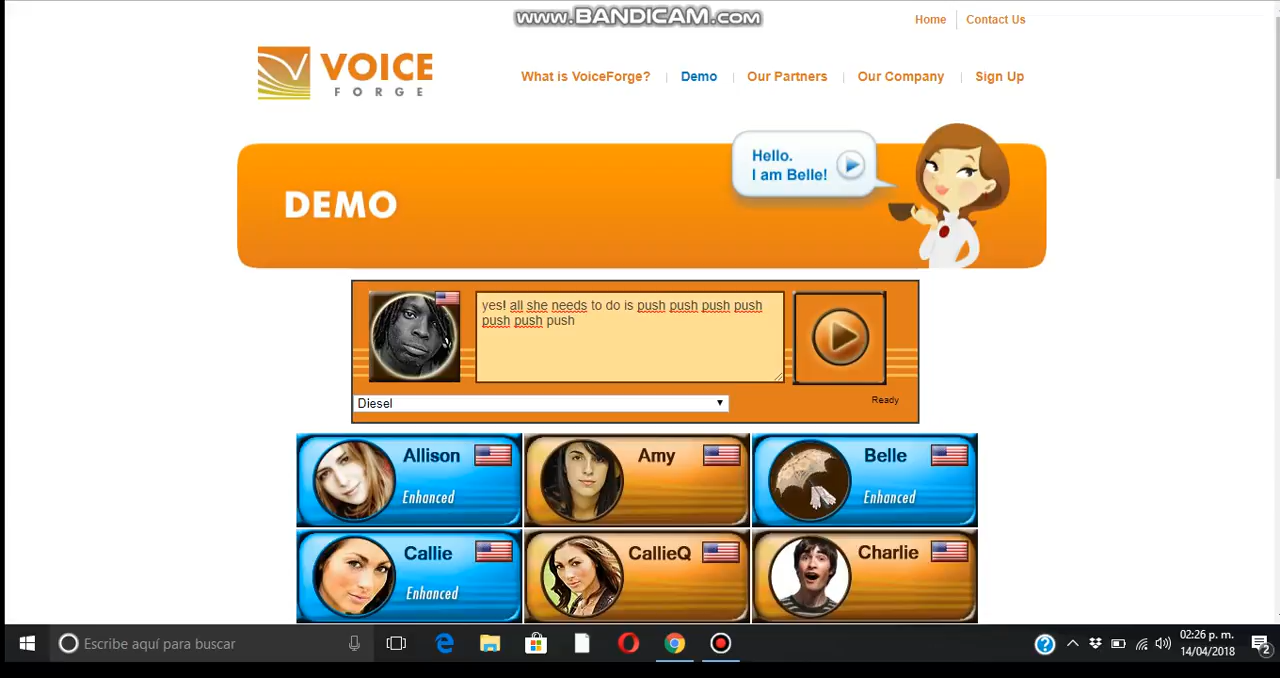 www.BANDICAM.com
Home
Contact Us
VOICE
FORGE
What is VoiceForge?
Demo
Our Partners
Our Company
Sign Up
Hello.
I am Belle!
DEMO
yes! all she needs to do is push push push push
push push push
Diesel
Ready
Allison
Enhanced
Amy
Belle
Enhanced
Callie
Enhanced
CallieQ
Charlie
Escribe aquí para buscar
02:26 p. m.
14/04/2018
2